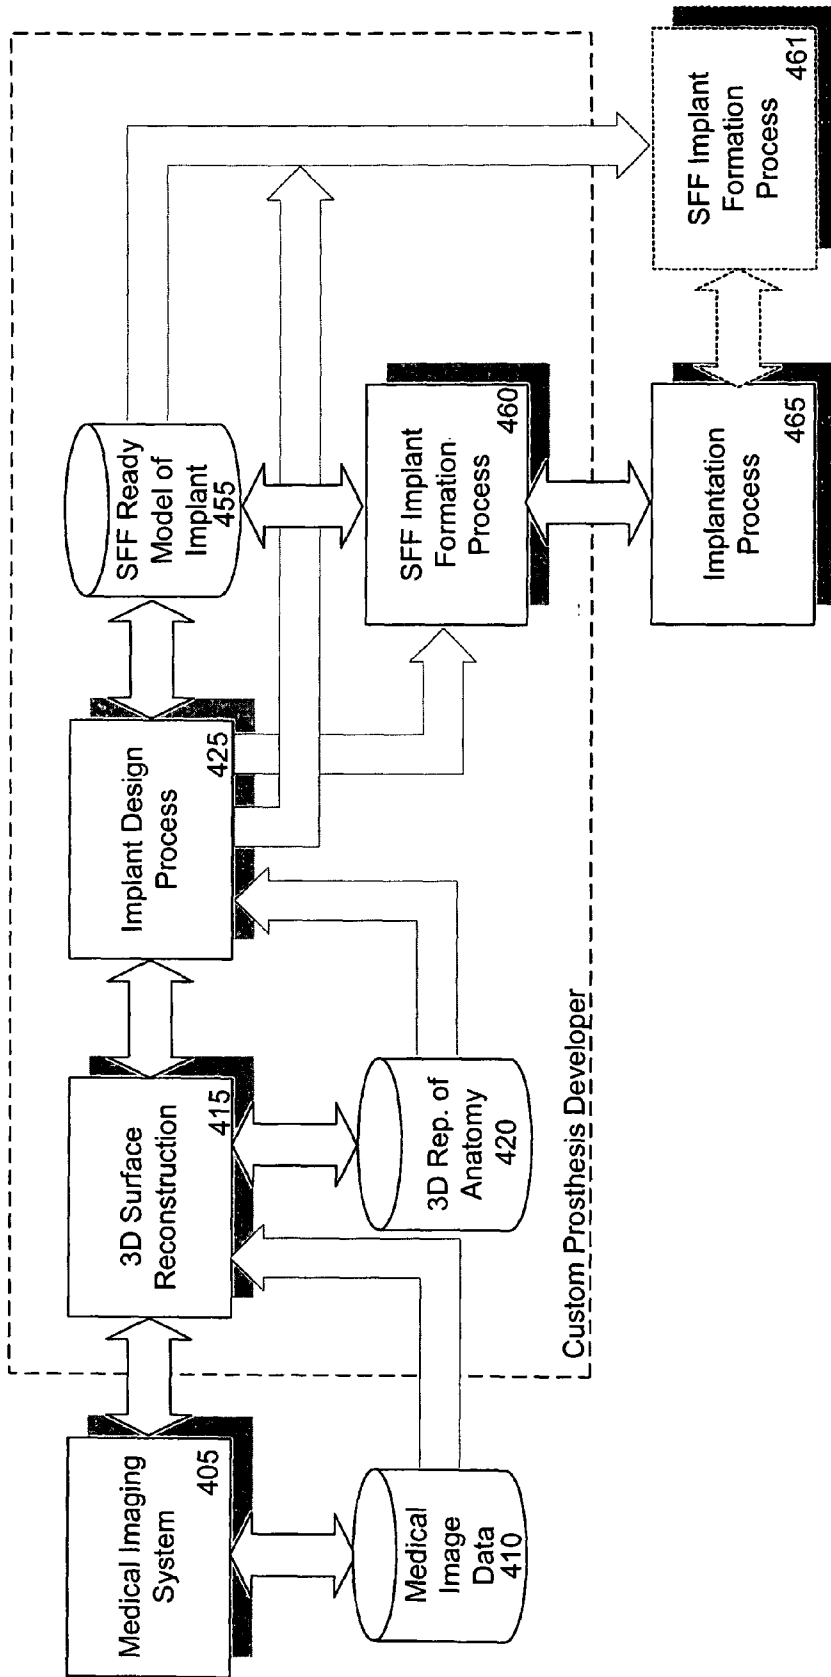 Medical Imaging
System
405
3D Surface
Reconstruction
415
Implant Design
Process
425
SFF Ready
Model of
Implant
455
Medical
Image
Data
410
3D Rep. of
Anatomy
420
SFF Implant
Formation
Process
460
Custom Prosthesis Developer
Implantation
Process
465
SFF Implant
Formation
Process
461